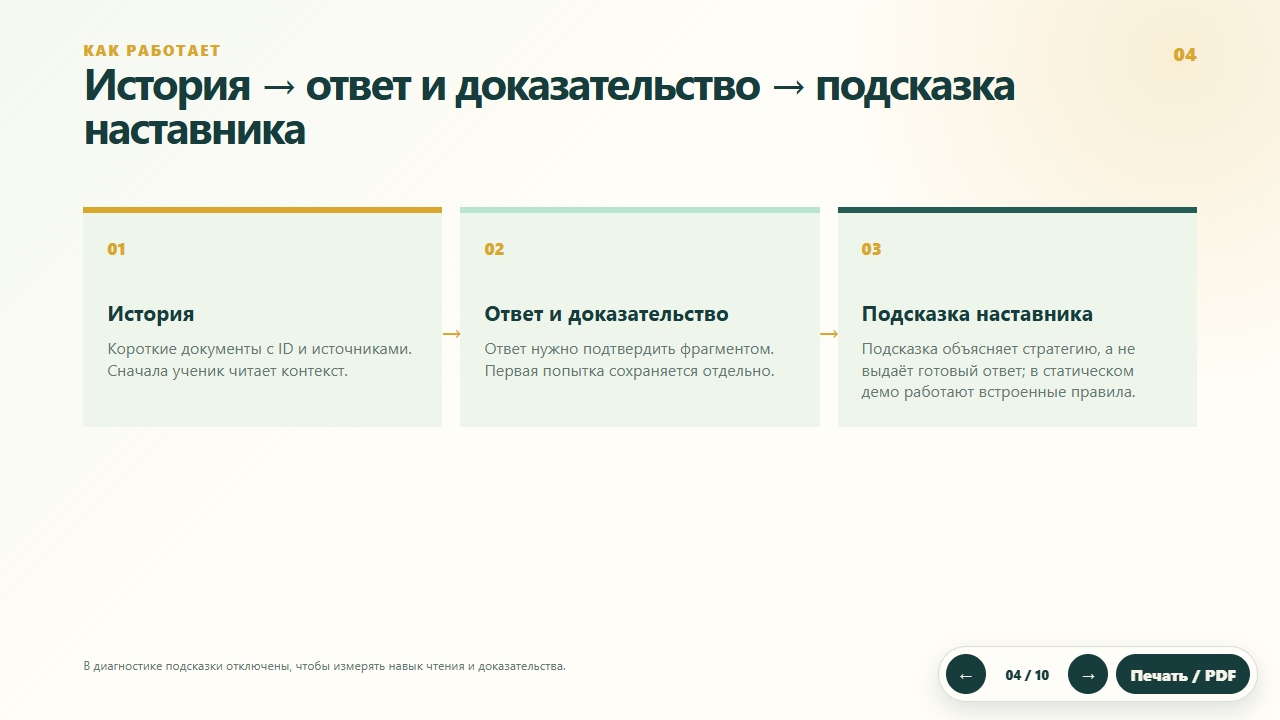 КАК РАБОТАЕТ
04
История → ответ и доказательство → подсказка
наставника
01
История
Короткие документы с ID и источниками.
Сначала ученик читает контекст.
→
02
Ответ и доказательство
Ответ нужно подтвердить фрагментом.
Первая попытка сохраняется отдельно.
→
03
Подсказка наставника
Подсказка объясняет стратегию, а не
выдаёт готовый ответ; в статическом
демо работают встроенные правила.
В диагностике подсказки отключены, чтобы измерять навык чтения и доказательства.
← 04 / 10 → Печать / PDF